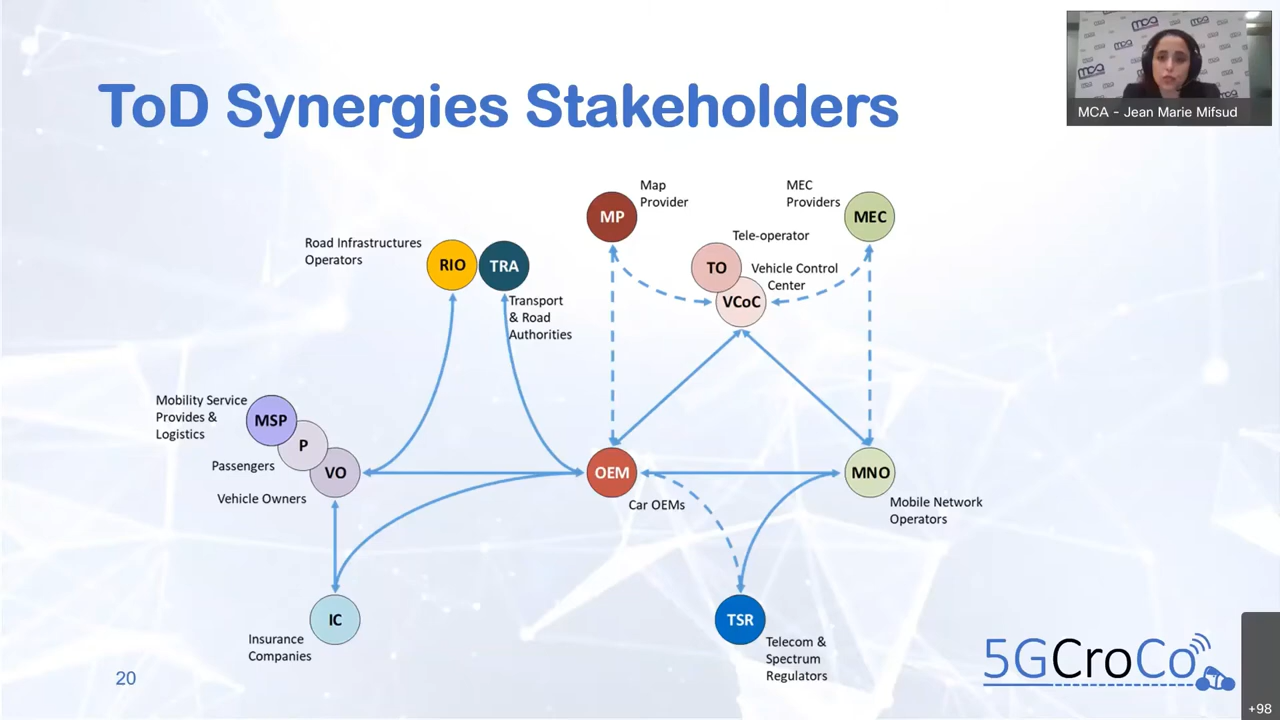 ToD Synergies Stakeholders
mca
MCA - Jean Marie Mifsud
Map
Provider
MP
MEC
Providers
MEC
Road Infrastructures
Operators
RIO
TRA
Transport
& Road
Authorities
Tele-operator
TO
Vehicle Control
Center
VCoC
Mobility Service
Provides &
Logistics
MSP
P
Passengers
VO
Vehicle Owners
OEM
Car OEMs
MNO
Mobile Network
Operators
IC
Insurance
Companies
TSR
Telecom &
Spectrum
Regulators
20
5GCroCo
+98